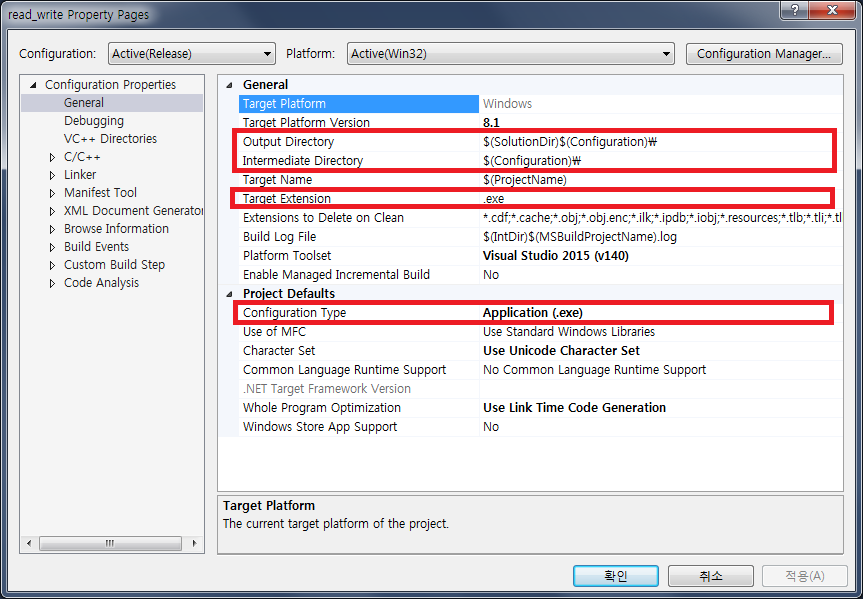 read_write Property Pages
?
Configuration: Active(Release) Platform: Active(Win32) Configuration Manager...
Configuration Properties
General
Debugging
VC++ Directories
C/C++
Linker
Manifest Tool
XML Document Generator
Browse Information
Build Events
Custom Build Step
Code Analysis
General
Target Platform Windows
Target Platform Version 8.1
Output Directory $(SolutionDir)$(Configuration)₩
Intermediate Directory $(Configuration)₩
Target Name $(ProjectName)
Target Extension .exe
Extensions to Delete on Clean *.cdf;*.cache;*.obj;*.obj.enc;*.ilk;*.ipdb;*.iobj;*.resources;*.tlb;*.tli;*.tl
Build Log File $(IntDir)$(MSBuildProjectName).log
Platform Toolset Visual Studio 2015 (v140)
Enable Managed Incremental Build No
Project Defaults
Configuration Type Application (.exe)
Use of MFC Use Standard Windows Libraries
Character Set Use Unicode Character Set
Common Language Runtime Support No Common Language Runtime Support
.NET Target Framework Version
Whole Program Optimization Use Link Time Code Generation
Windows Store App Support No
Target Platform
The current target platform of the project.
확인 취소 적용(A)